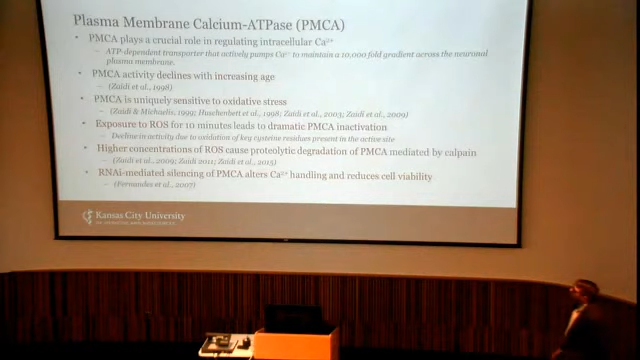 Plasma Membrane Calcium-ATPase (PMCA)
• PMCA plays a crucial role in regulating intracellular Ca²⁺
– ATP-dependent transporter that actively pumps Ca²⁺ to maintain a 10,000 fold gradient across the neuronal
plasma membrane.
• PMCA activity declines with increasing age
– (Zaidi et al., 1998)
• PMCA is uniquely sensitive to oxidative stress
– (Zaidi & Michaelis, 1999; et al., 1998; Zaidi et al., 2003; Zaidi et al., 2009)
• Exposure to ROS for 10 minutes leads to dramatic PMCA inactivation
– Decline in activity due to oxidation of key cysteine residues present in the active site
• Higher concentrations of ROS cause proteolytic degradation of PMCA mediated by calpain
– (Zaidi et al., 2009; Zaidi 2011; Zaidi et al., 2015)
• RNAi-mediated silencing of PMCA alters Ca²⁺ handling and reduces cell viability
– (Fernandes et al., 2007)
Kansas City University